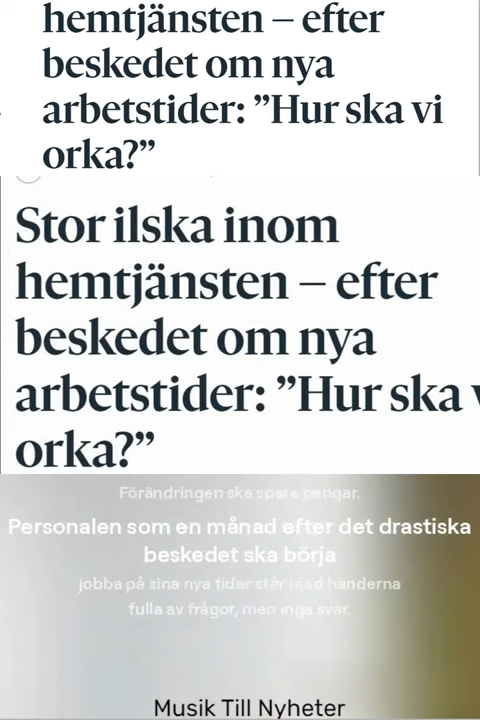 hemtjänsten – efter
beskedet om nya
arbetstider: ”Hur ska vi
orka?”
Stor ilska inom
hemtjänsten – efter
beskedet om nya
arbetstider: ”Hur ska
orka?”
Förändringen ska spara pengar.
Personalen som en månad efter det drastiska
beskedet ska börja
jobba på sina nya tider står med händerna
fulla av frågor, men inga svar.
Musik Till Nyheter